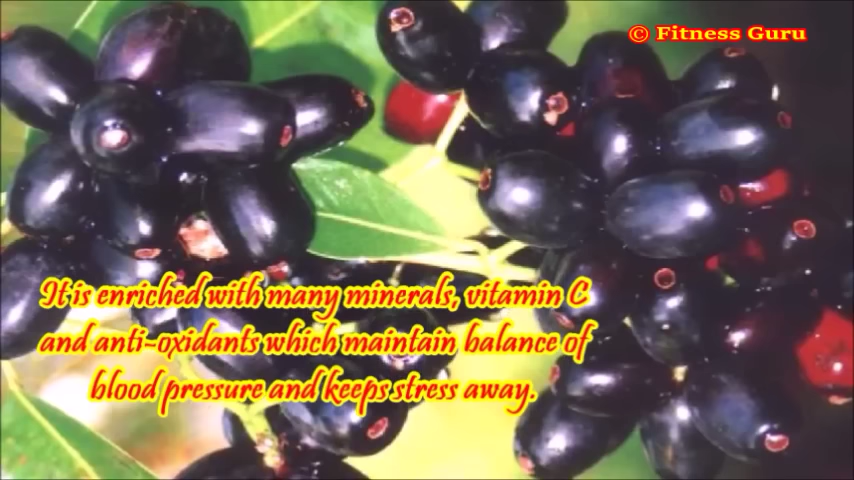 © Fitness Guru
It is enriched with many minerals, vitamin C
and anti-oxidants which maintain balance of
blood pressure and keeps stress away.